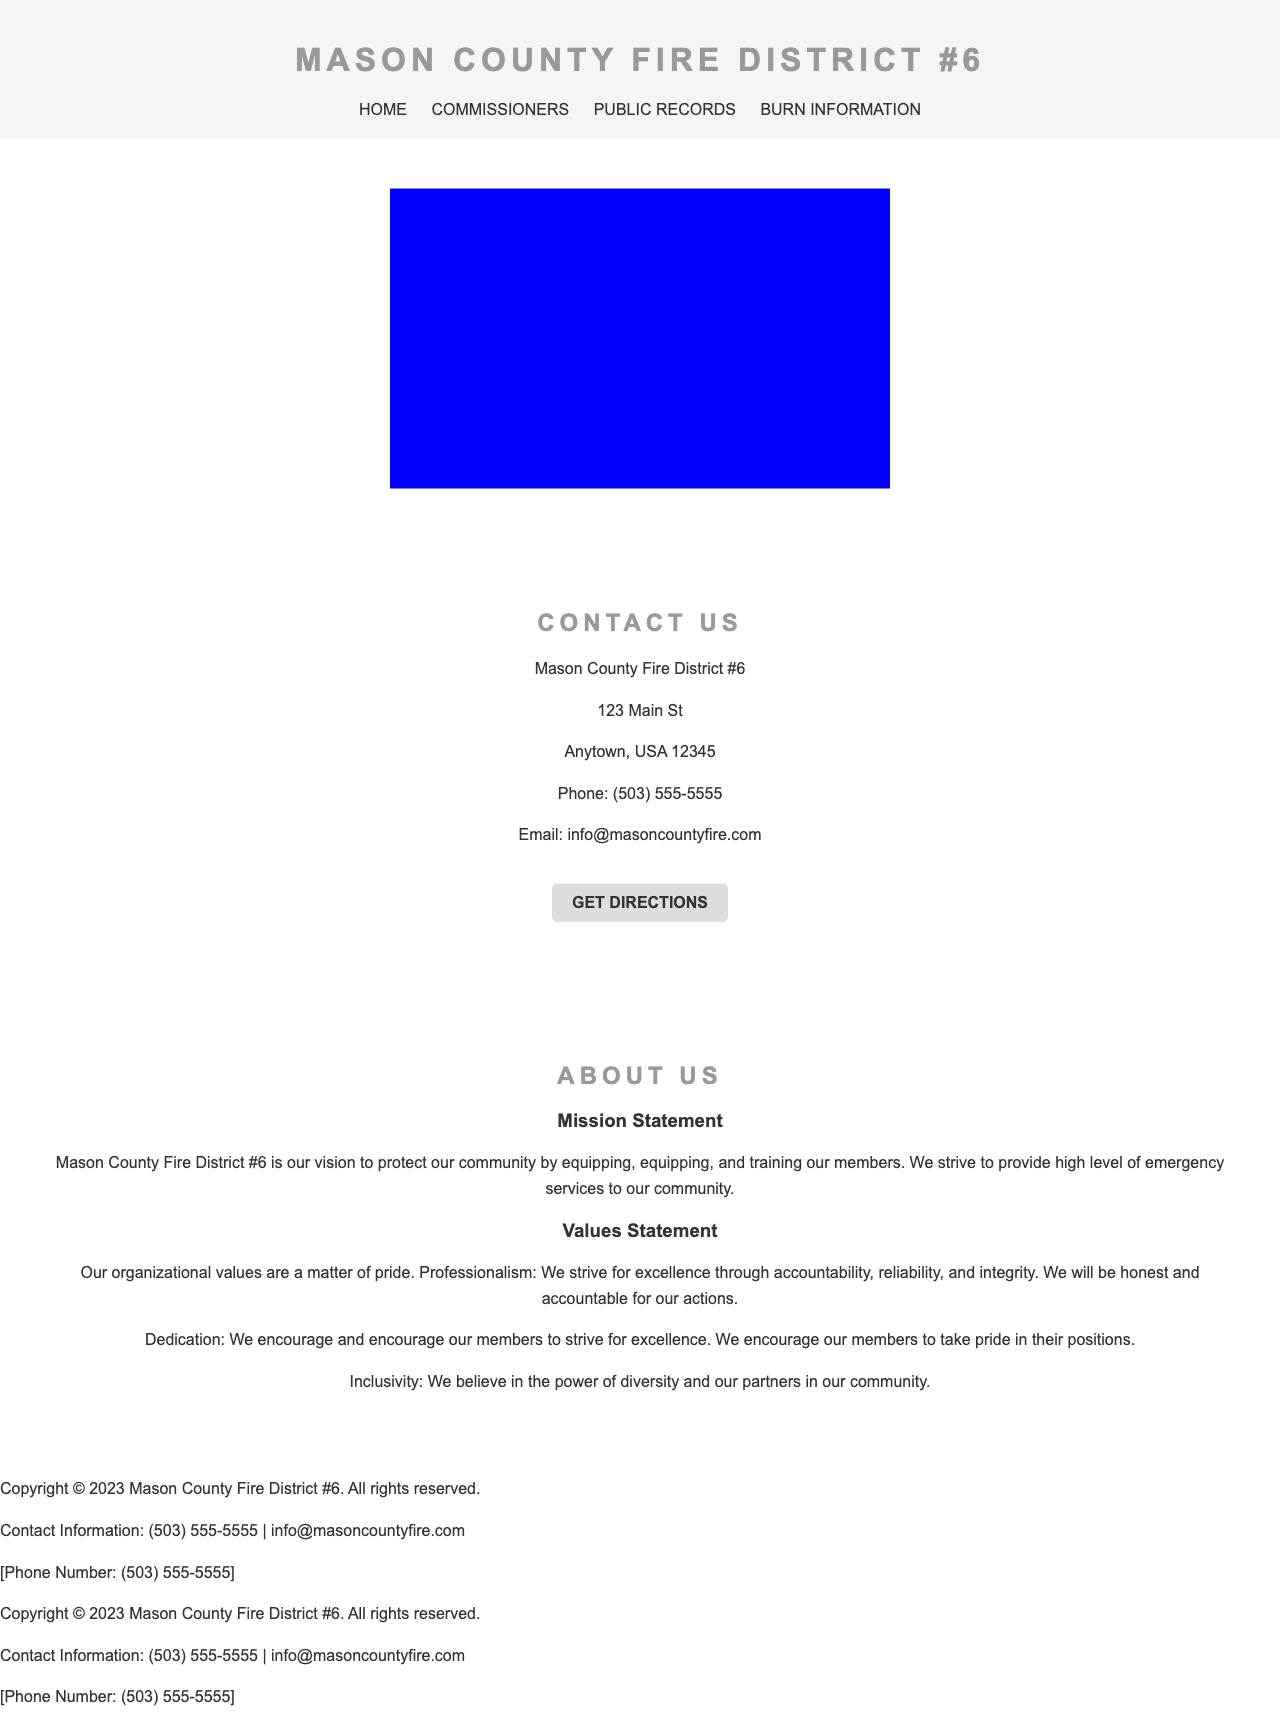 MASON COUNTY FIRE DISTRICT #6
HOME COMMISSIONERS PUBLIC RECORDS BURN INFORMATION
CONTACT US
Mason County Fire District #6
123 Main St
Anytown, USA 12345
Phone: (503) 555-5555
Email: info@masoncountyfire.com
GET DIRECTIONS
ABOUT US
Mission Statement
Mason County Fire District #6 is our vision to protect our community by equipping, equipping, and training our members. We strive to provide high level of emergency
services to our community.
Values Statement
Our organizational values are a matter of pride. Professionalism: We strive for excellence through accountability, reliability, and integrity. We will be honest and
accountable for our actions.
Dedication: We encourage and encourage our members to strive for excellence. We encourage our members to take pride in their positions.
Inclusivity: We believe in the power of diversity and our partners in our community.
Copyright © 2023 Mason County Fire District #6. All rights reserved.
Contact Information: (503) 555-5555 | info@masoncountyfire.com
[Phone Number: (503) 555-5555]
Copyright © 2023 Mason County Fire District #6. All rights reserved.
Contact Information: (503) 555-5555 | info@masoncountyfire.com
[Phone Number: (503) 555-5555]